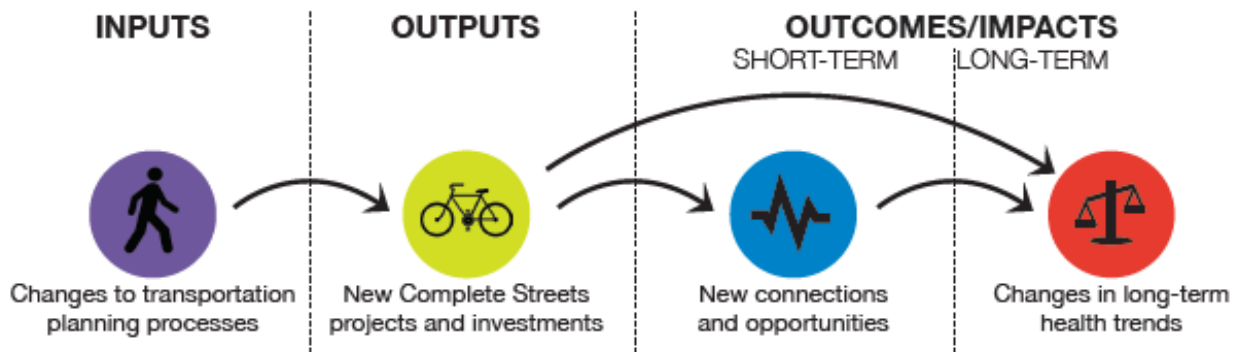 INPUTS
OUTPUTS
OUTCOMES/IMPACTS
SHORT-TERM
LONG-TERM
Changes to transportation
planning processes
New Complete Streets
projects and investments
New connections
and opportunities
Changes in long-term
health trends